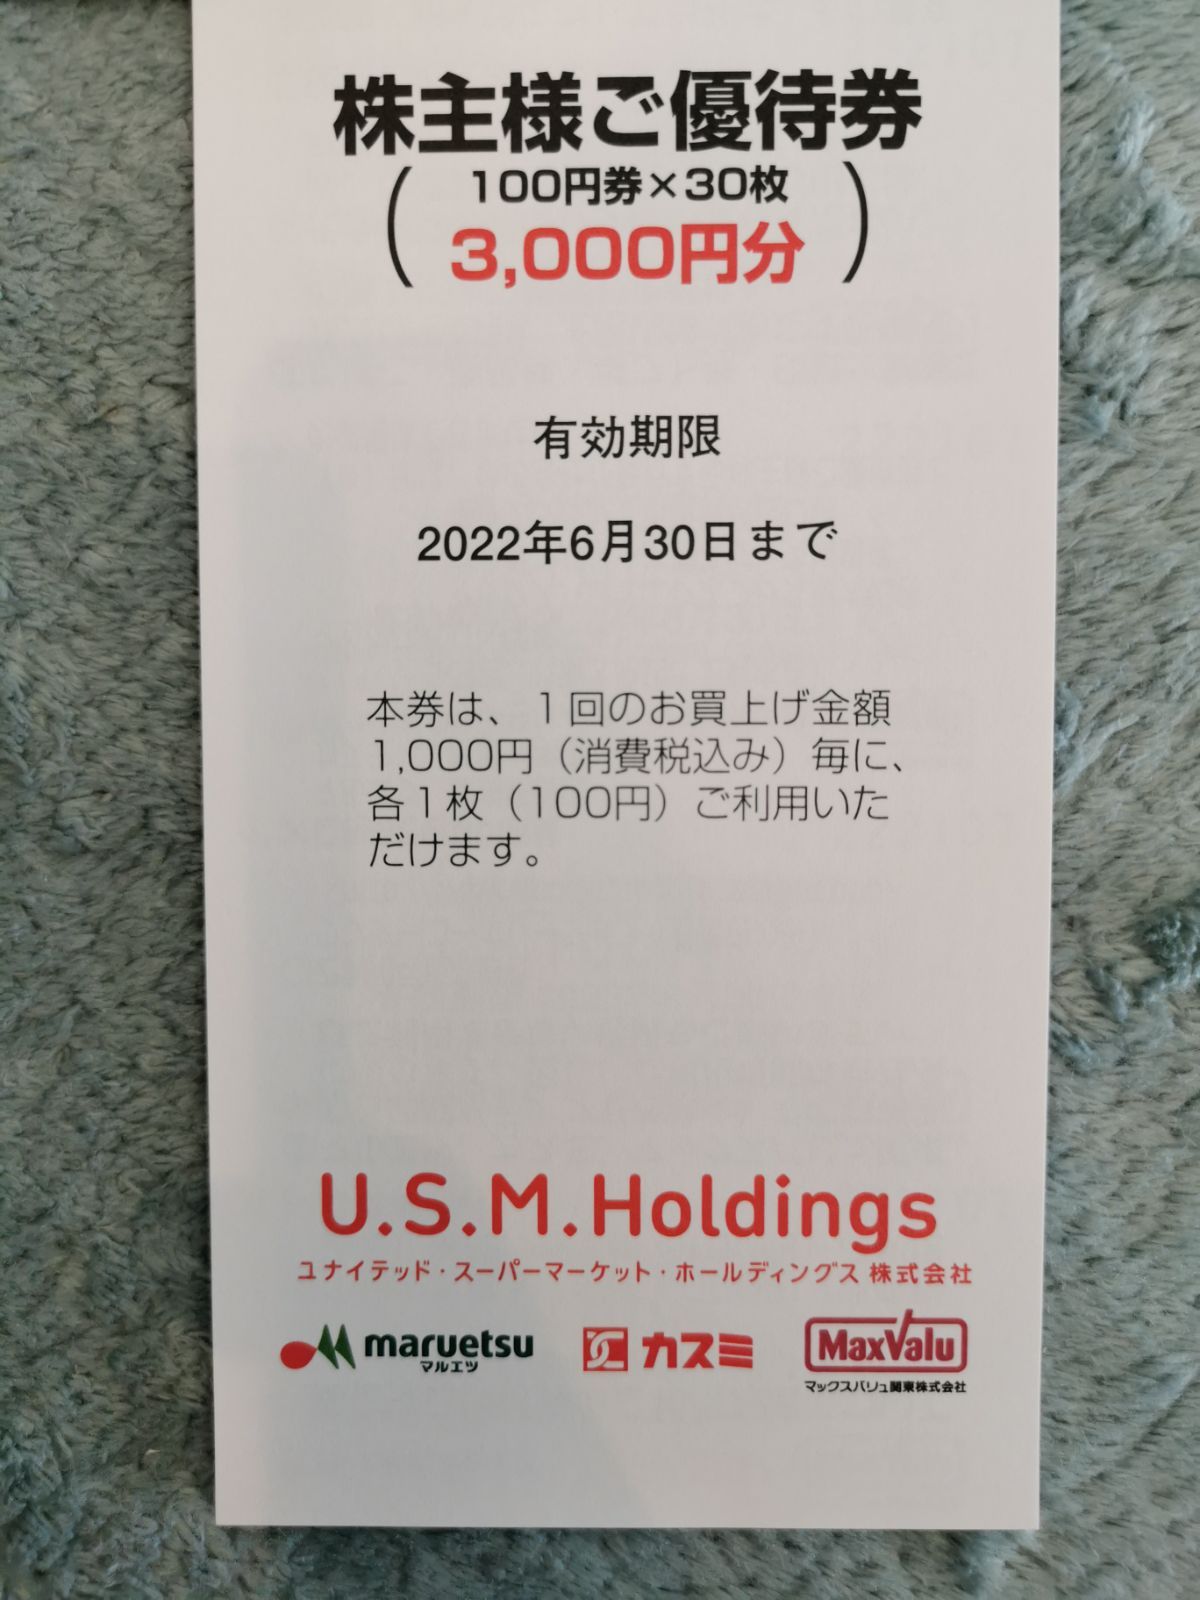 株主様ご優待券
(100円券×30枚
3,000円分)
有効期限
2022年6月30日まで
本券は、1回のお買上げ金額
1,000円(消費税込み)毎に、
各1枚(100円)ご利用いた
だけます。
U.S.M.Holdings
ユナイテッド・スーパーマーケット・ホールディングス 株式会社
maruetsu
マルエツ
カスミ
MaxValu
マックスバリュ関東株式会社